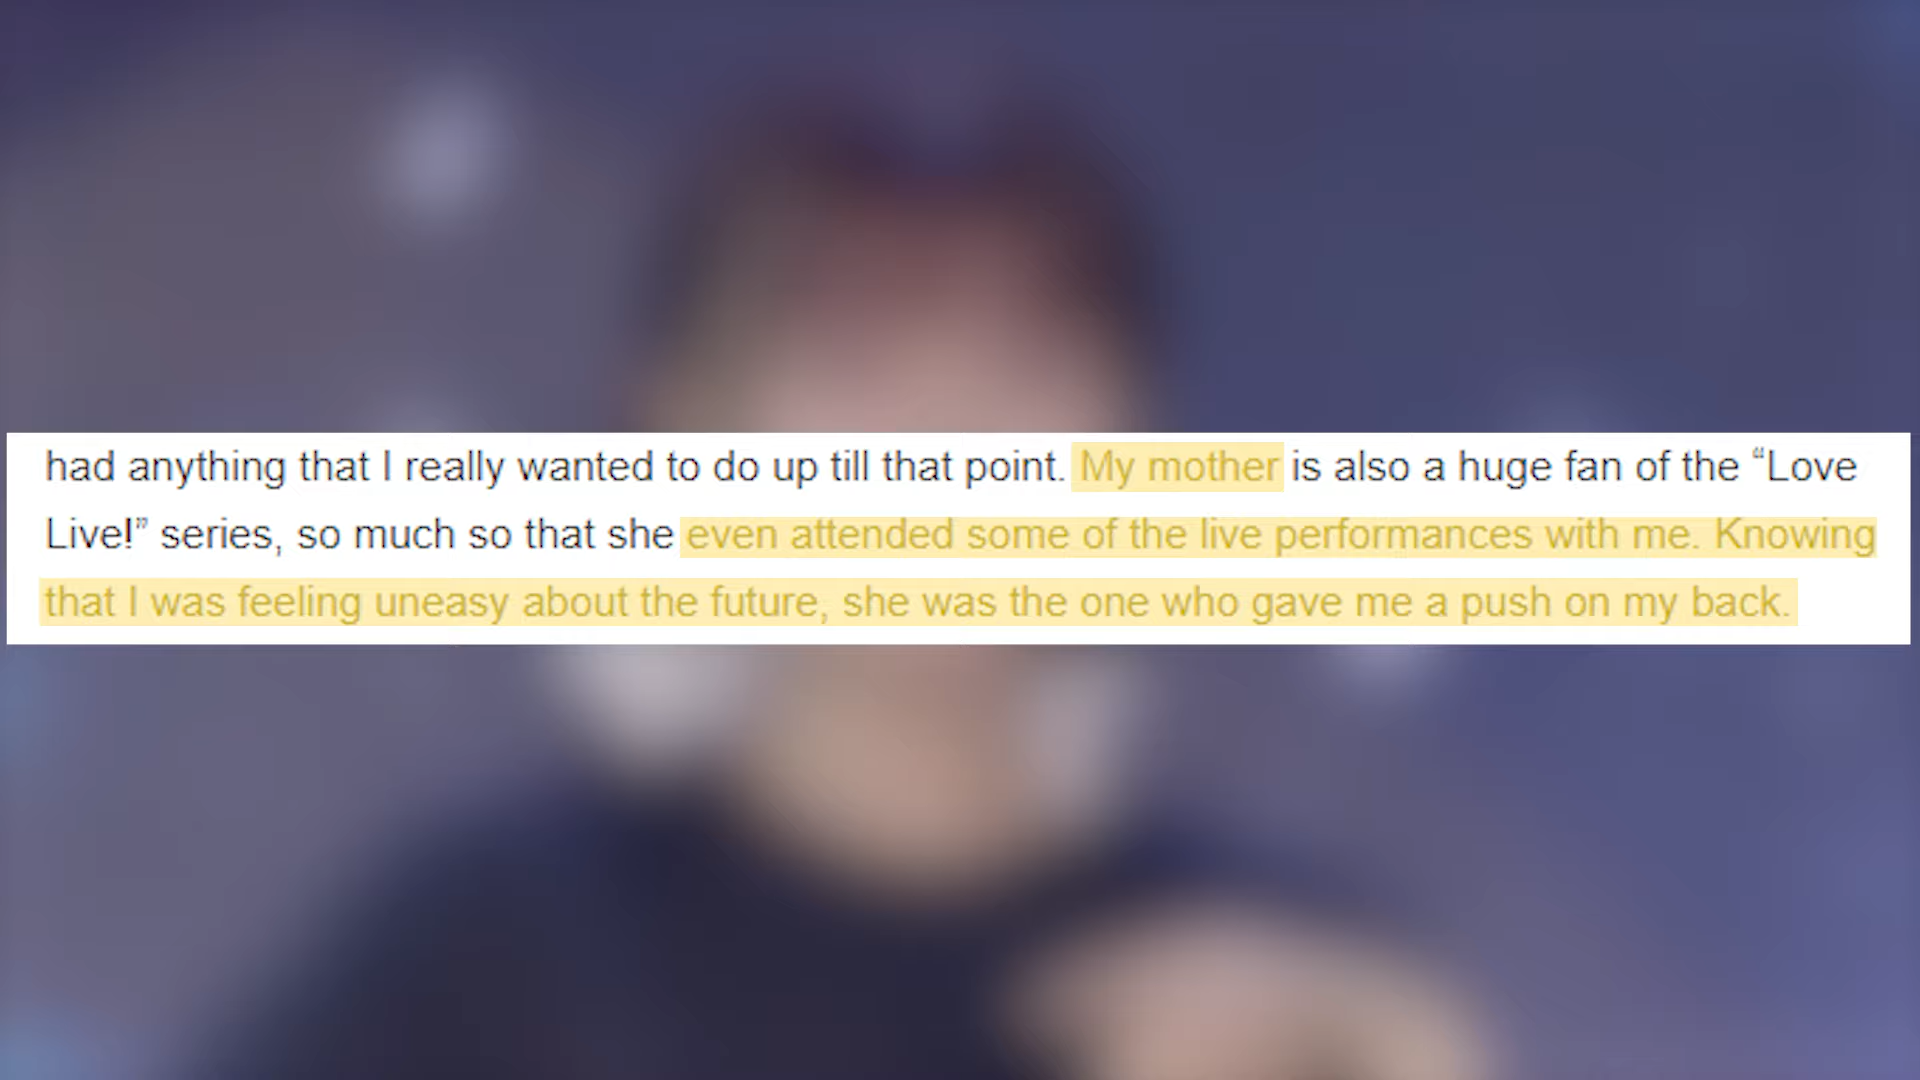 had anything that I really wanted to do up till that point. My mother is also a huge fan of the “Love
Live!” series, so much so that she even attended some of the live performances with me. Knowing
that I was feeling uneasy about the future, she was the one who gave me a push on my back.